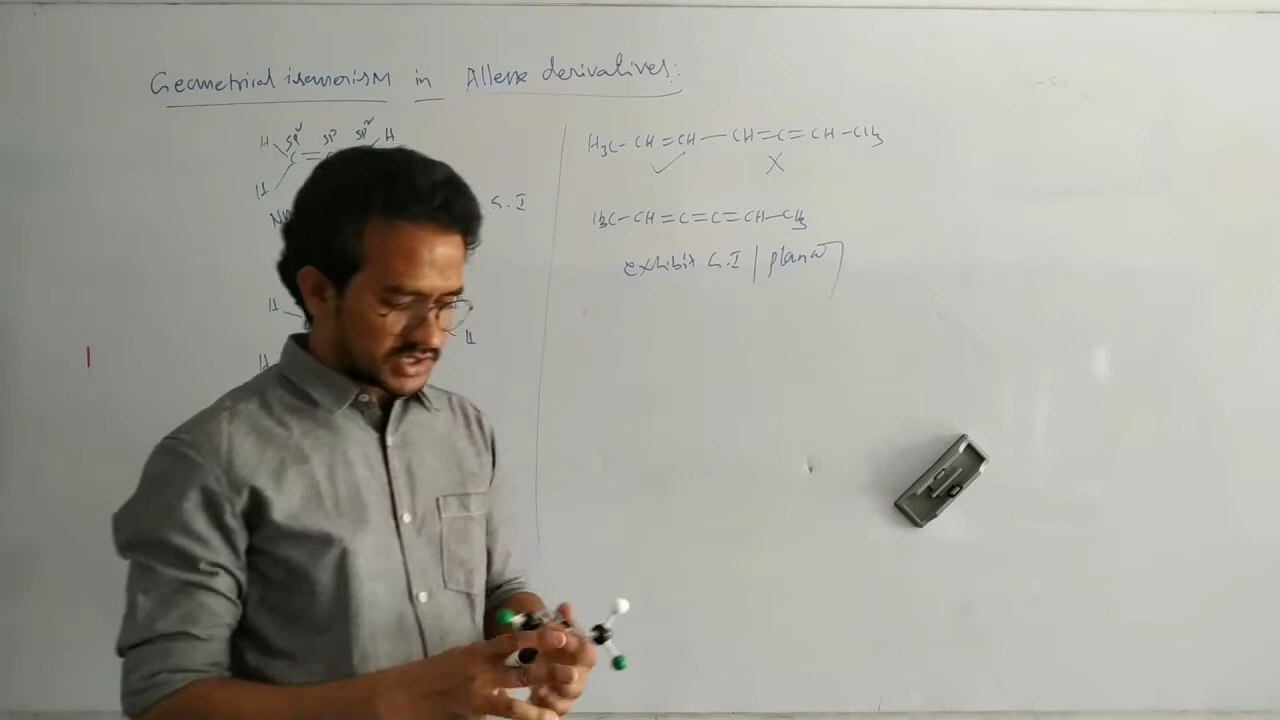 Geometrical isomerism in Allene derivatives:
H sp² sp sp² H
C =
H
G.I
H
H
H
H₃C-CH=CH-CH=C=CH-CH₃
✓ X
H₃C-CH=C=C=CH-CH₃
exhibit G.I | planar